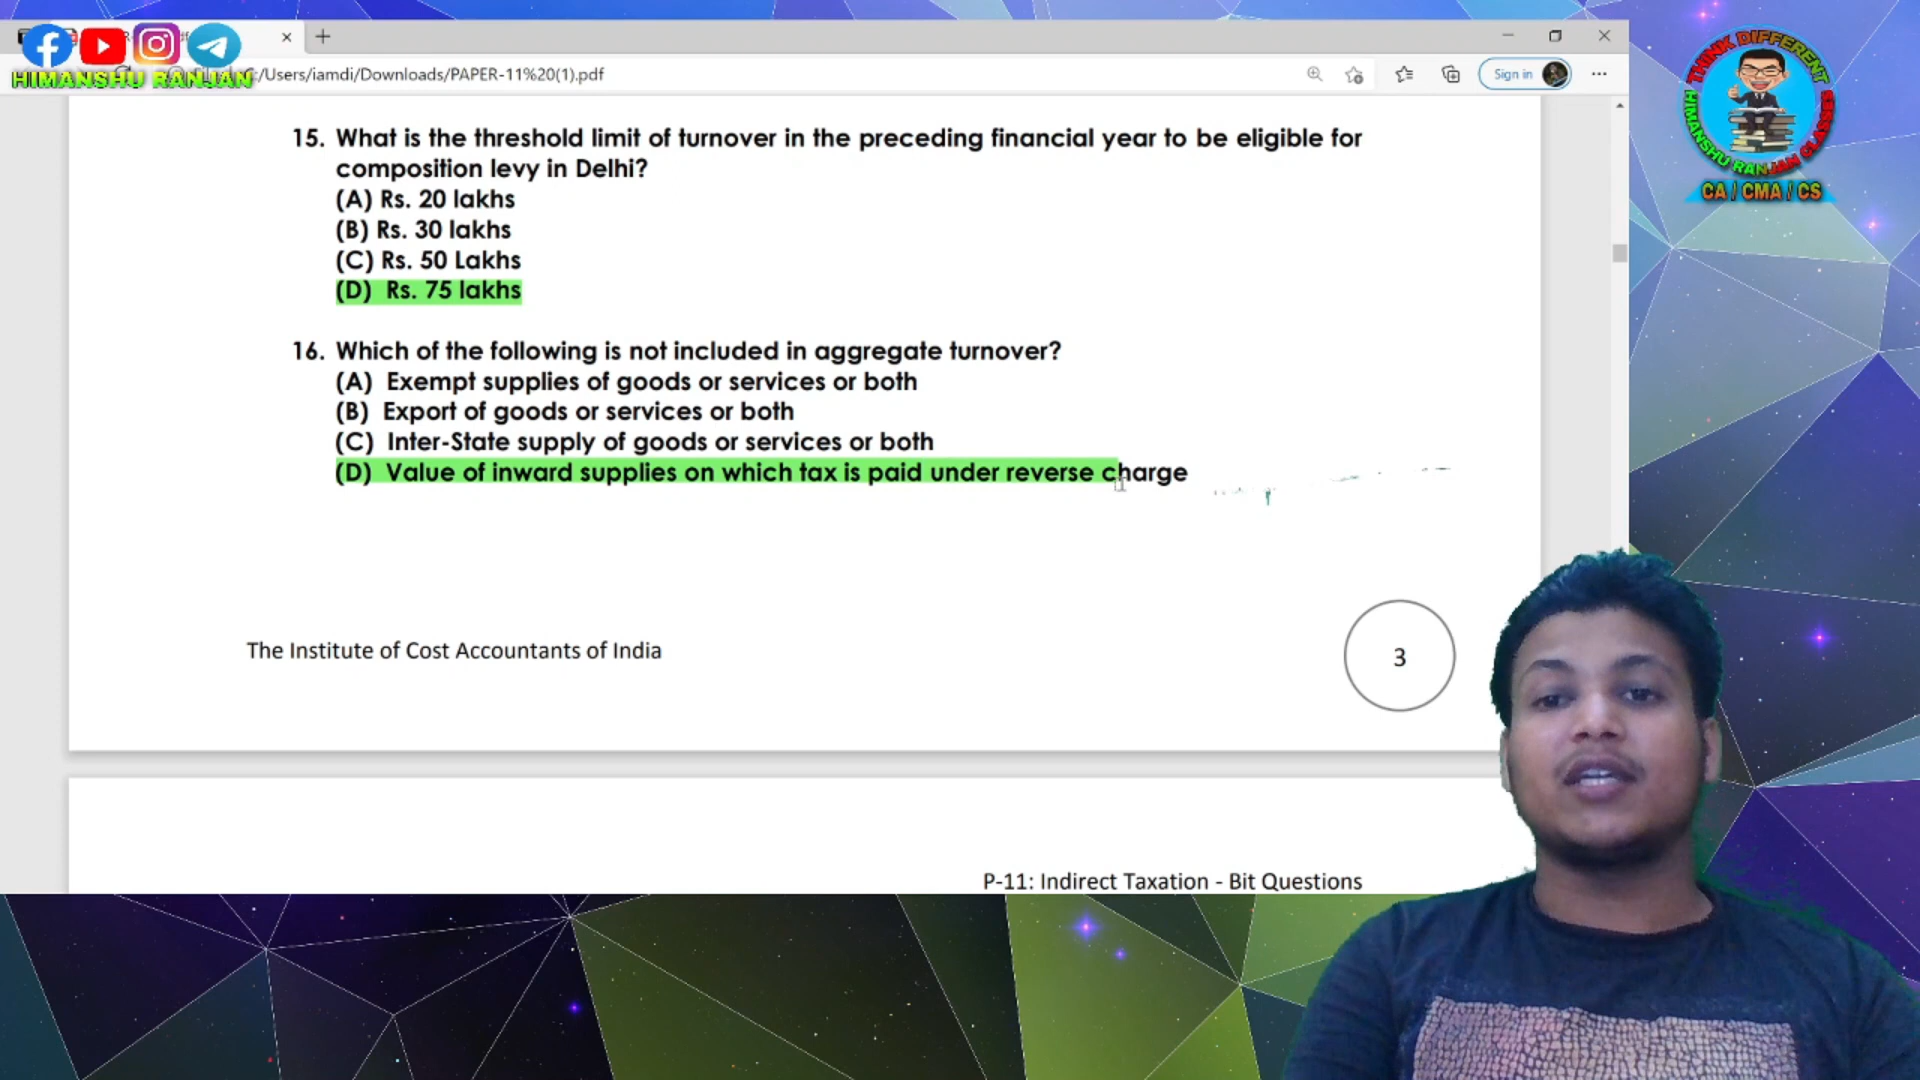 HIMANSHU RANJAN
:/Users/iamdi/Downloads/PAPER-11%20(1).pdf
Sign in
THINK DIFFERENT
HIMANSHU RANJAN CLASSES
CA / CMA / CS
15. What is the threshold limit of turnover in the preceding financial year to be eligible for
composition levy in Delhi?
(A) Rs. 20 lakhs
(B) Rs. 30 lakhs
(C) Rs. 50 Lakhs
(D) Rs. 75 lakhs
16. Which of the following is not included in aggregate turnover?
(A) Exempt supplies of goods or services or both
(B) Export of goods or services or both
(C) Inter-State supply of goods or services or both
(D) Value of inward supplies on which tax is paid under reverse charge
The Institute of Cost Accountants of India
3
P-11: Indirect Taxation - Bit Questions